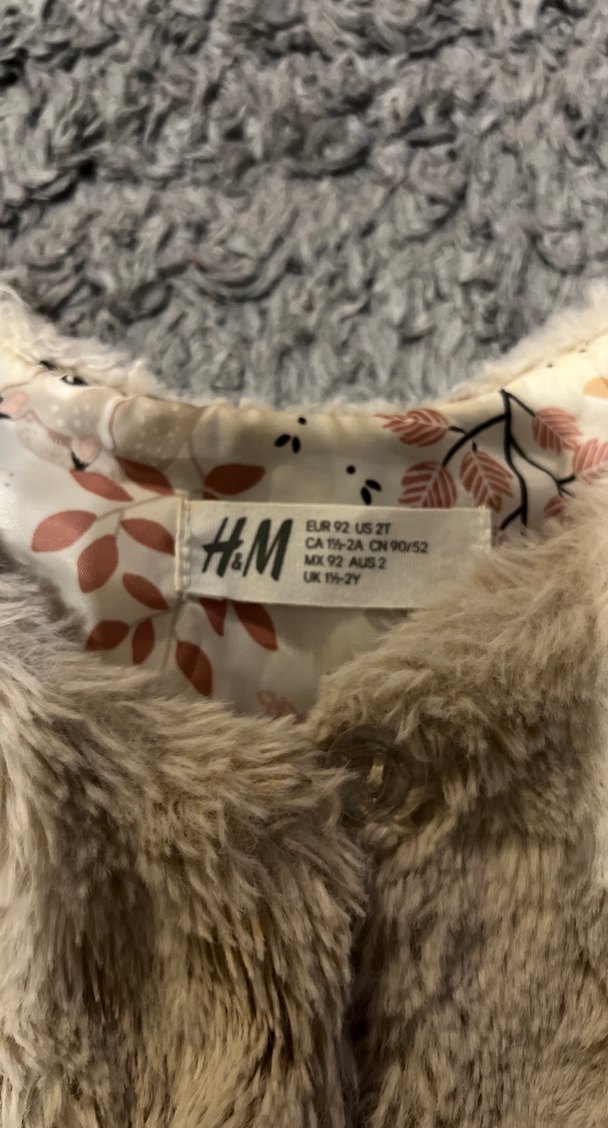 H&M
EUR 92 US 2T
CA 1½-2A CN 90/52
MX 92 AUS 2
UK 1½-2Y